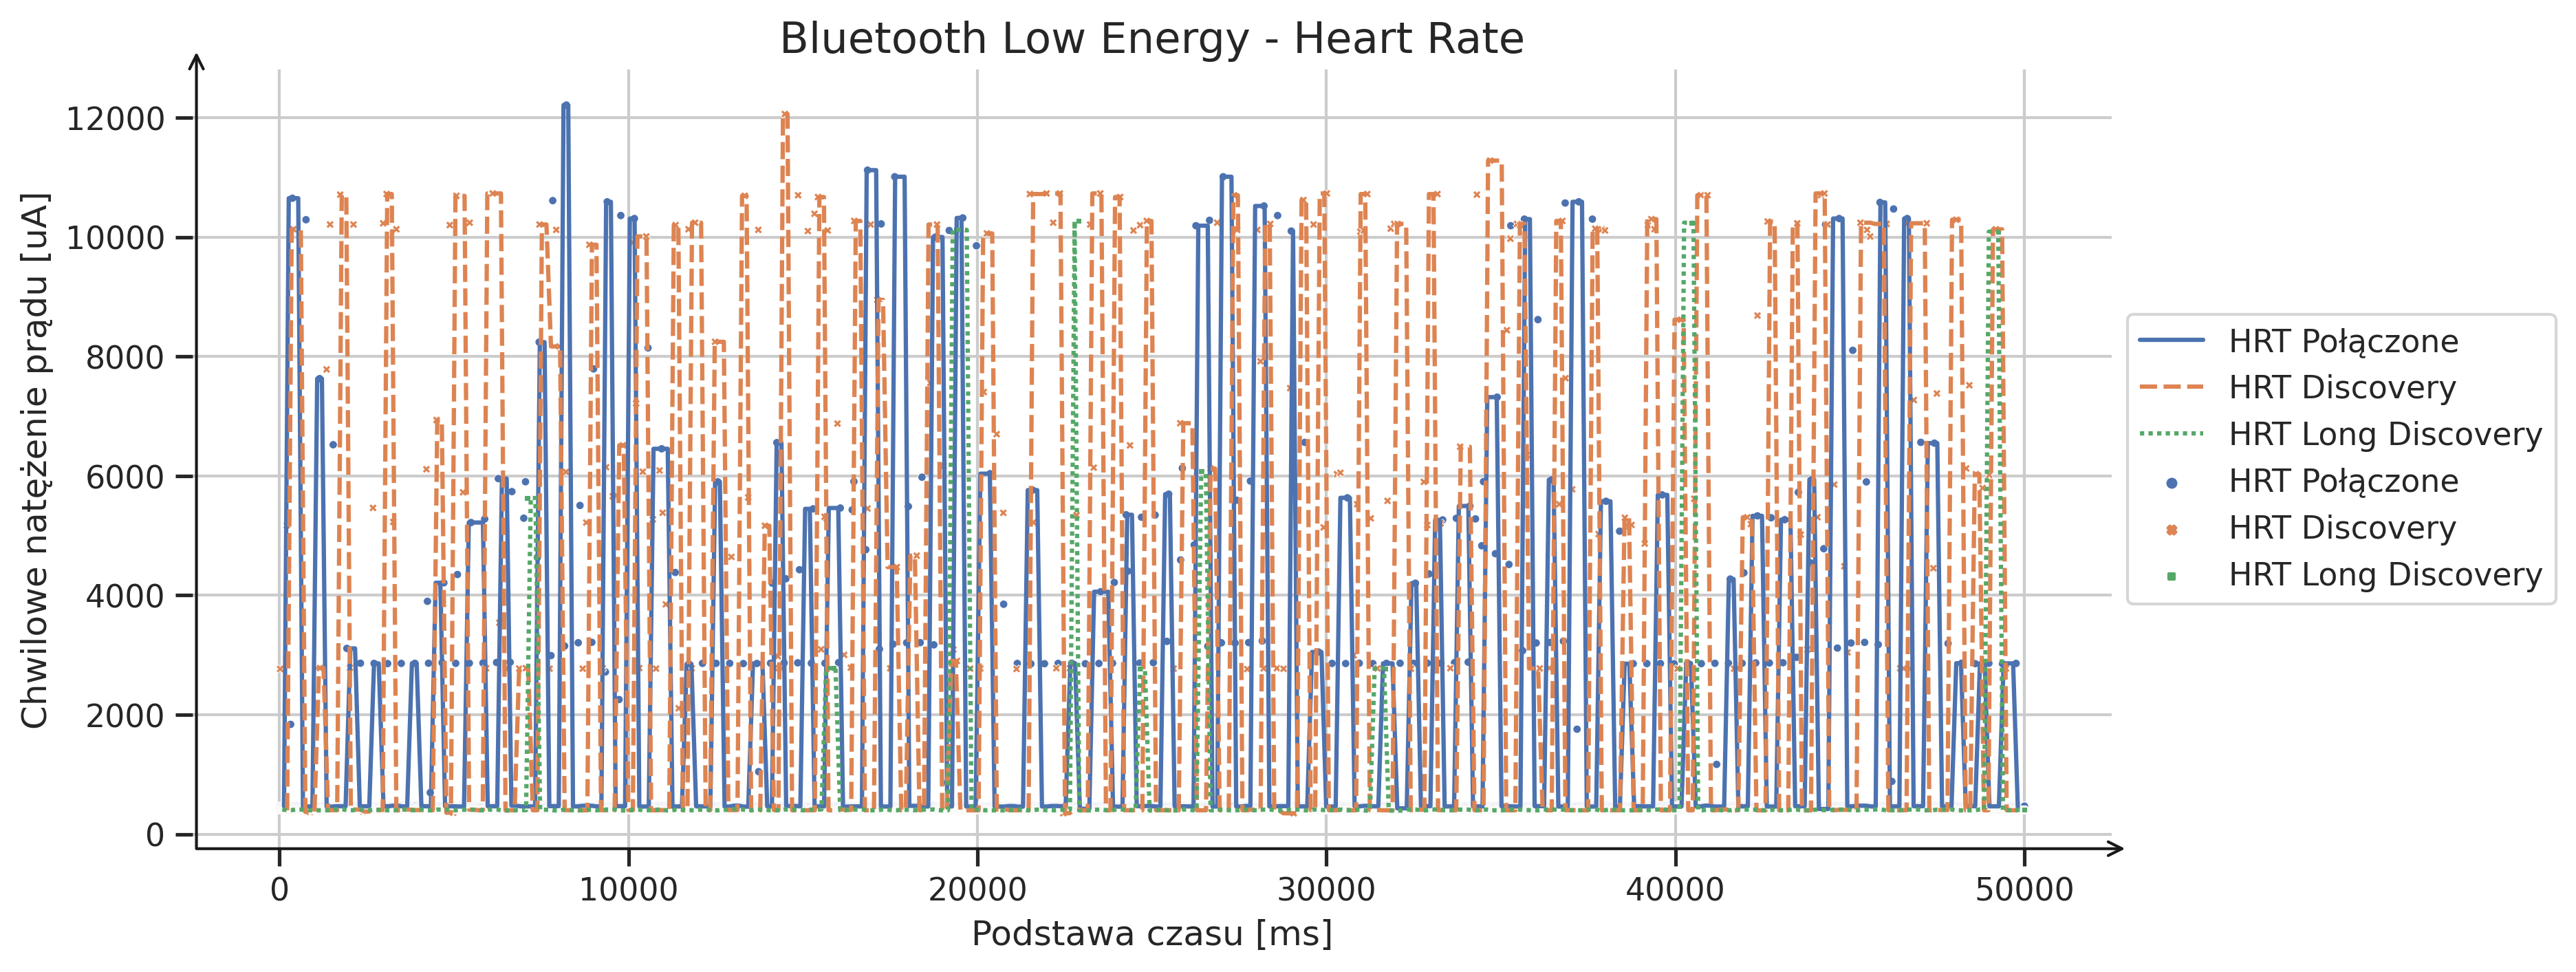 Bluetooth Low Energy - Heart Rate
Chwilowe natężenie prądu [uA]
12000
10000
8000
6000
4000
2000
0
0 10000 20000 30000 40000 50000
Podstawa czasu [ms]
HRT Połączone
HRT Discovery
HRT Long Discovery
HRT Połączone
HRT Discovery
HRT Long Discovery